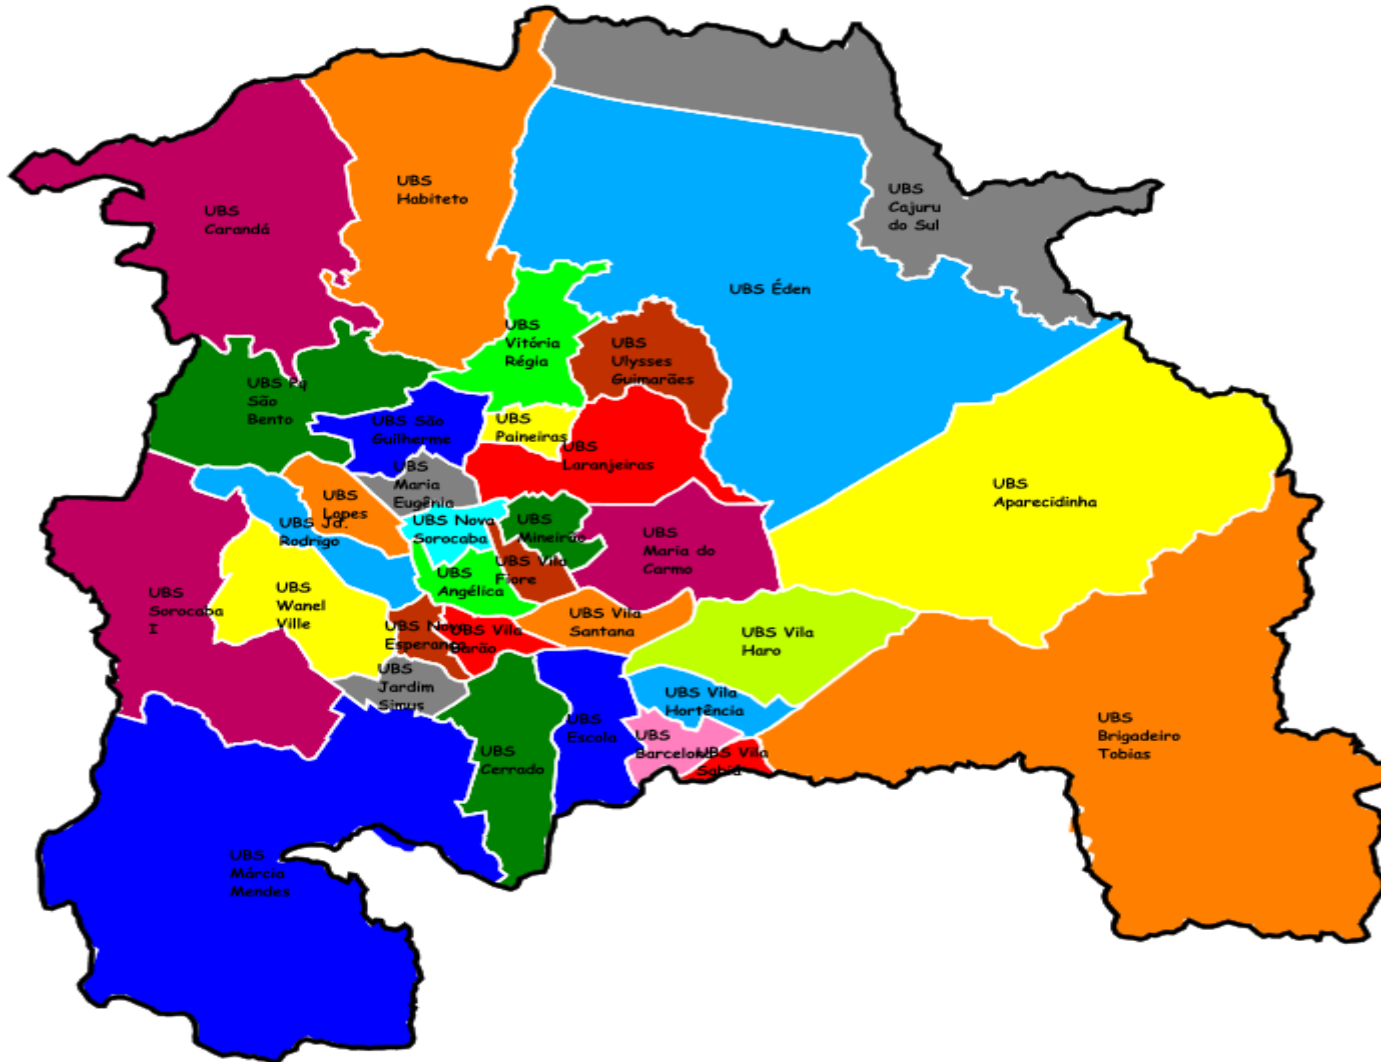 UBS
Habiteto
UBS
Cajuru
do Sul
UBS
Carandá
UBS Éden
UBS
Vitória
Régia
UBS
Ulysses
Guimarães
UBS Pq
São
Bento
UBS São
Guilherme
UBS
Paineiras
UBS
Laranjeiras
UBS
Maria
Eugênia
UBS
Aparecidinha
UBS
Lopes
UBS Jd.
Rodrigo
UBS Nova
Sorocaba
UBS
Mineirão
UBS
Maria do
Carmo
UBS Vila
Fiore
UBS
Angélica
UBS
Sorocaba
I
UBS
Wanel
Ville
UBS Vila
Santana
UBS Nova
Esperança
UBS Vila
Barão
UBS Vila
Haro
UBS
Jardim
Simus
UBS Vila
Hortência
UBS
Escola
UBS
Brigadeiro
Tobias
UBS
Barcelona
UBS Vila
Sabiá
UBS
Cerrado
UBS
Márcia
Mendes